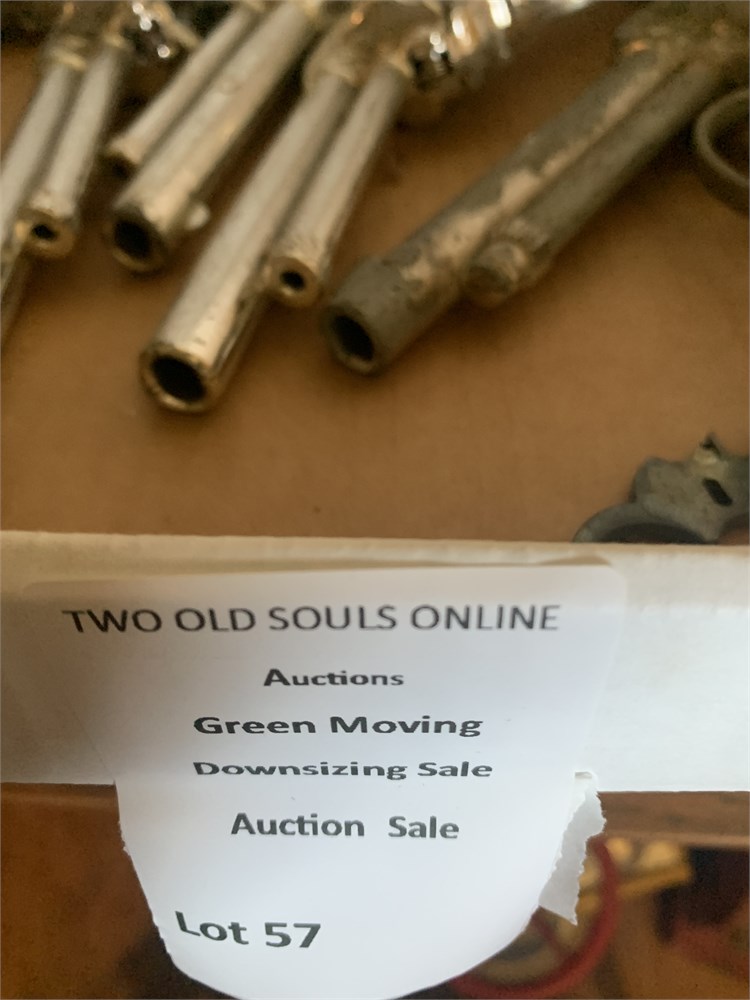 TWO OLD SOULS ONLINE
Auctions
Green Moving
Downsizing Sale
Auction Sale
Lot 57